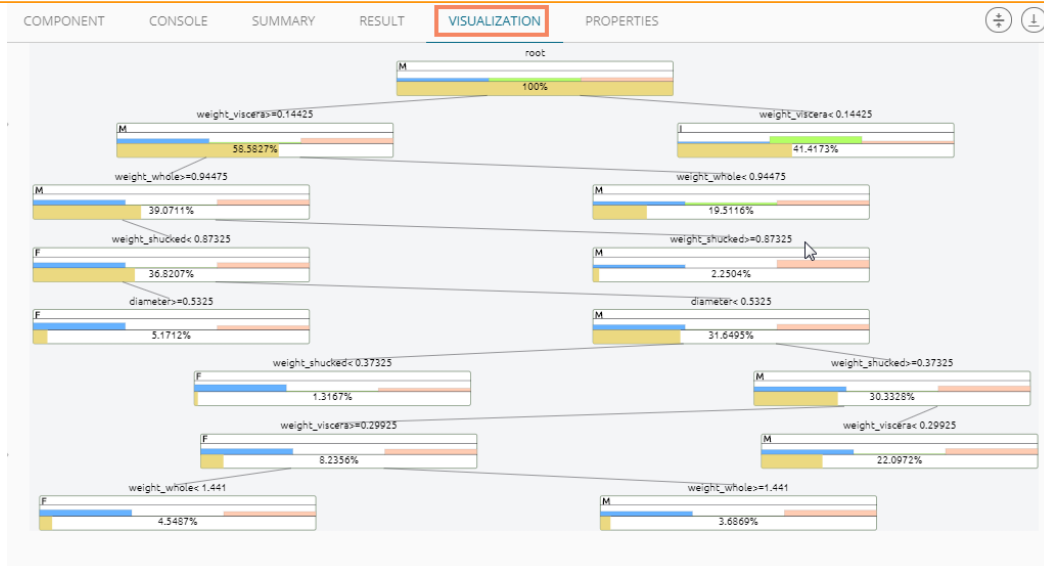 COMPONENT CONSOLE SUMMARY RESULT VISUALIZATION PROPERTIES
root
M
100%
weight_viscera>=0.14425 weight_viscera< 0.14425
M I
58.5827% 41.4173%
weight_whole>=0.94475 weight_whole< 0.94475
M M
39.0711% 19.5116%
weight_shucked< 0.87325 weight_shucked>=0.87325
F M
36.8207% 2.2504%
diameter>=0.5325 diameter< 0.5325
F M
5.1712% 31.6495%
weight_shucked< 0.37325 weight_shucked>=0.37325
F M
1.3167% 30.3328%
weight_viscera>=0.29925 weight_viscera< 0.29925
F M
8.2356% 22.0972%
weight_whole< 1.441 weight_whole>=1.441
F M
4.5487% 3.6869%